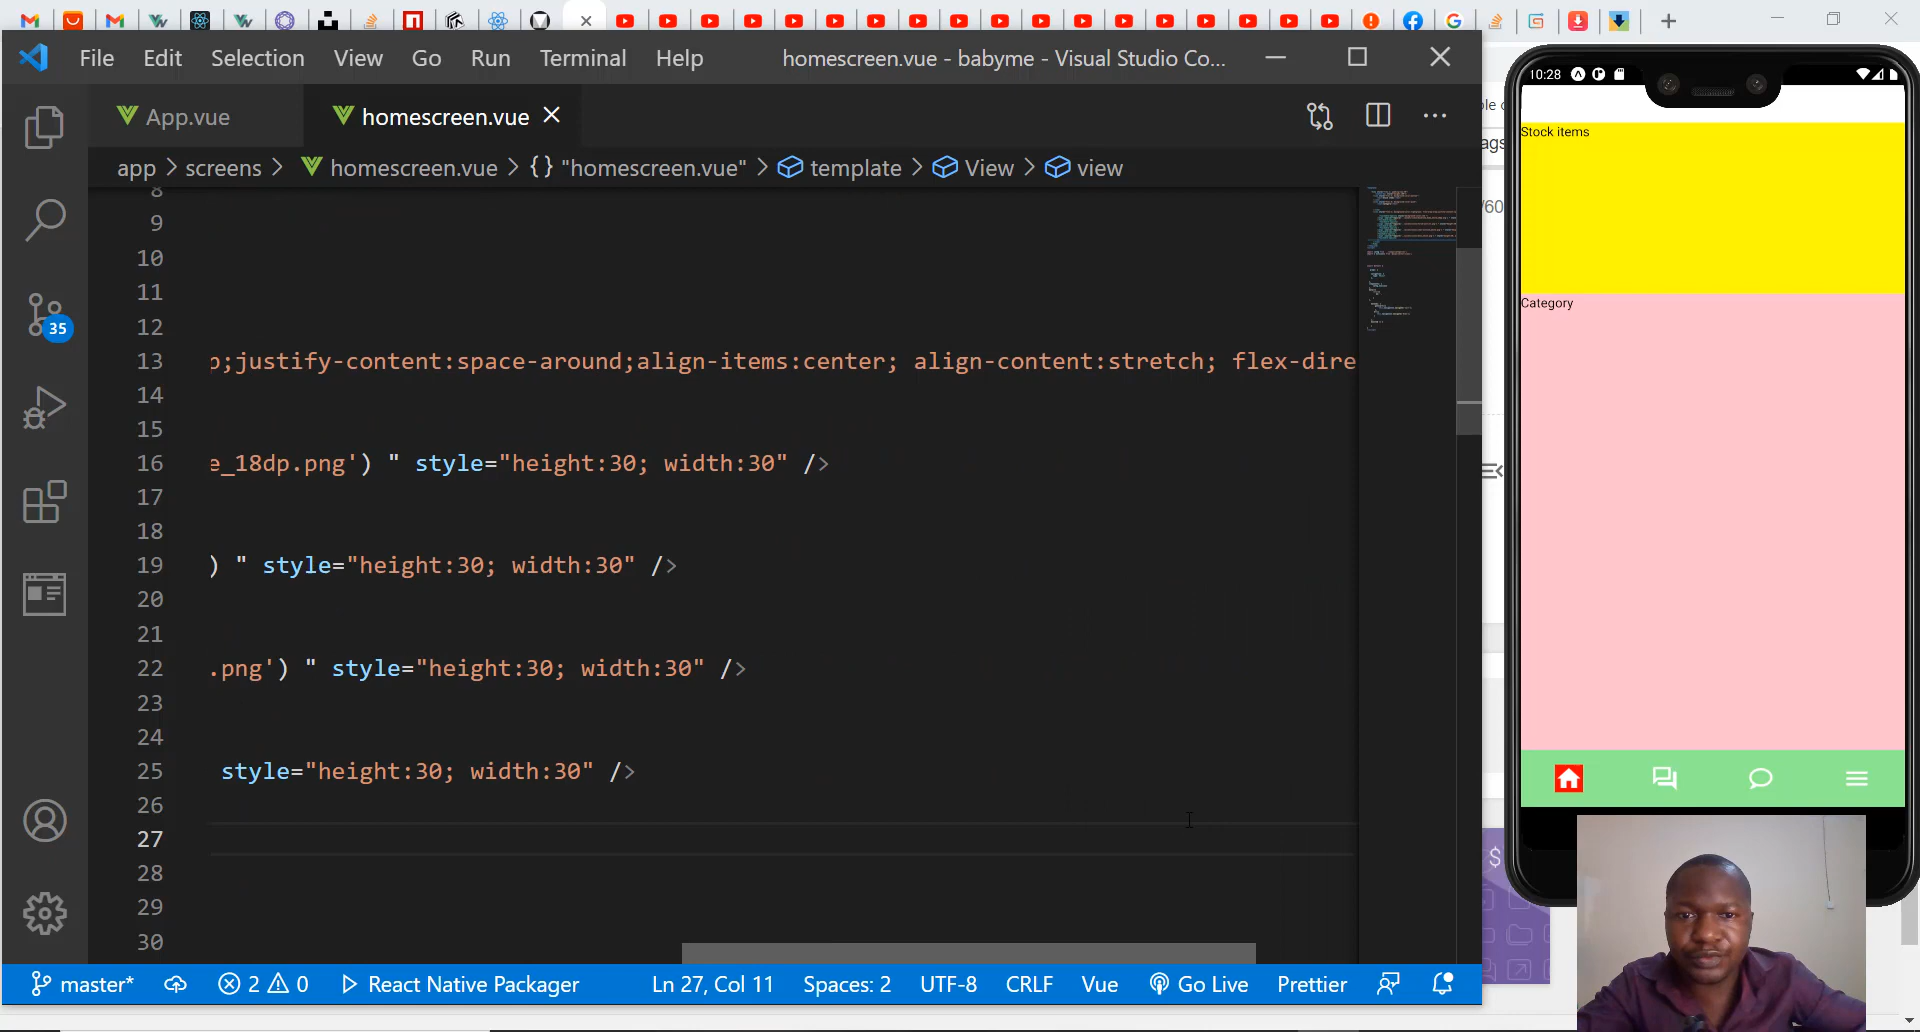 File Edit Selection View Go Run Terminal Help homescreen.vue - babyme - Visual Studio Co...
App.vue homescreen.vue
app > screens > homescreen.vue > {} "homescreen.vue" > template > View > view
8
9
10
11
12
13 p;justify-content:space-around;align-items:center; align-content:stretch; flex-dire
14
15
16 e_18dp.png') " style="height:30; width:30" />
17
18
19 ) " style="height:30; width:30" />
20
21
22 .png') " style="height:30; width:30" />
23
24
25 style="height:30; width:30" />
26
27
28
29
30
35
master* 2 0 React Native Packager Ln 27, Col 11 Spaces: 2 UTF-8 CRLF Vue Go Live Prettier
10:28
Stock items
Category
ags
/60
$